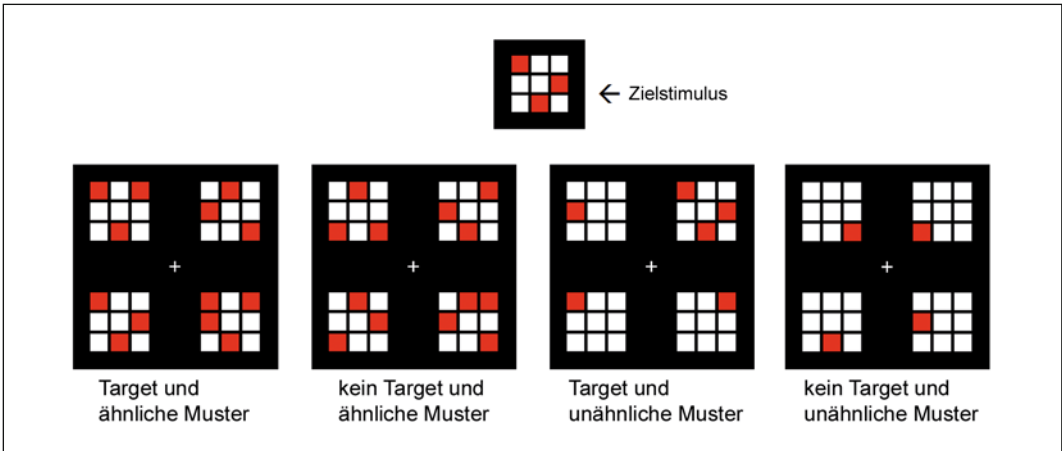 ← Zielstimulus
Target und
ähnliche Muster
kein Target und
ähnliche Muster
Target und
unähnliche Muster
kein Target und
unähnliche Muster